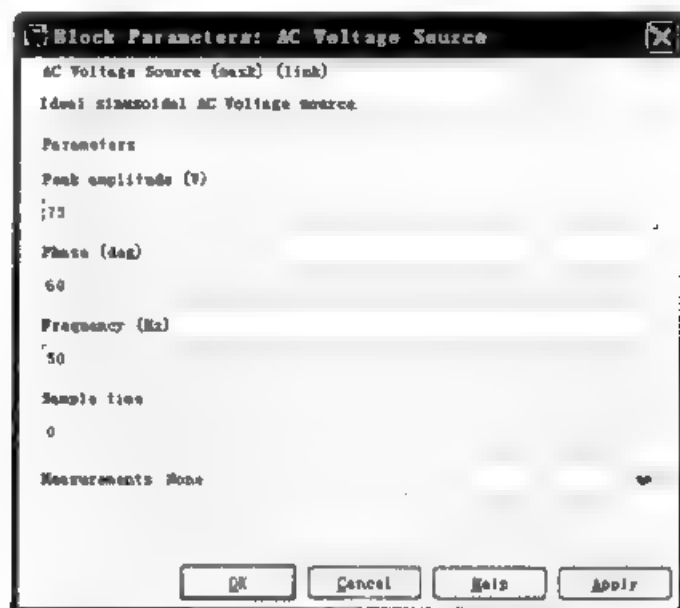 Block Parameters: AC Voltage Source
AC Voltage Source (mask) (link)
Ideal sinusoidal AC Voltage source.
Parameters
Peak amplitude (V)
75
Phase (deg)
60
Frequency (Hz)
50
Sample time
0
Measurements None
OK Cancel Help Apply